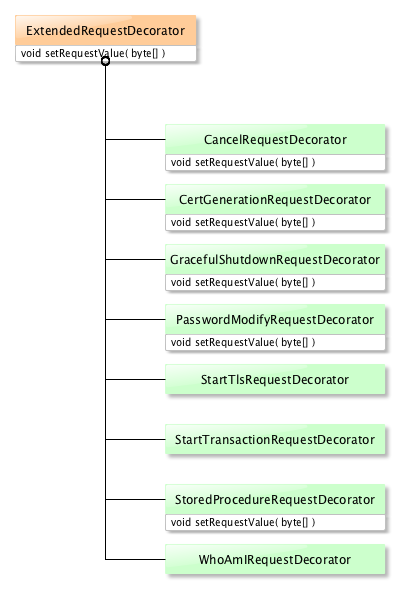 ExtendedRequestDecorator
void setRequestValue( byte[] )
CancelRequestDecorator
void setRequestValue( byte[] )
CertGenerationRequestDecorator
void setRequestValue( byte[] )
GracefulShutdownRequestDecorator
void setRequestValue( byte[] )
PasswordModifyRequestDecorator
void setRequestValue( byte[] )
StartTlsRequestDecorator
StartTransactionRequestDecorator
StoredProcedureRequestDecorator
void setRequestValue( byte[] )
WhoAmIRequestDecorator